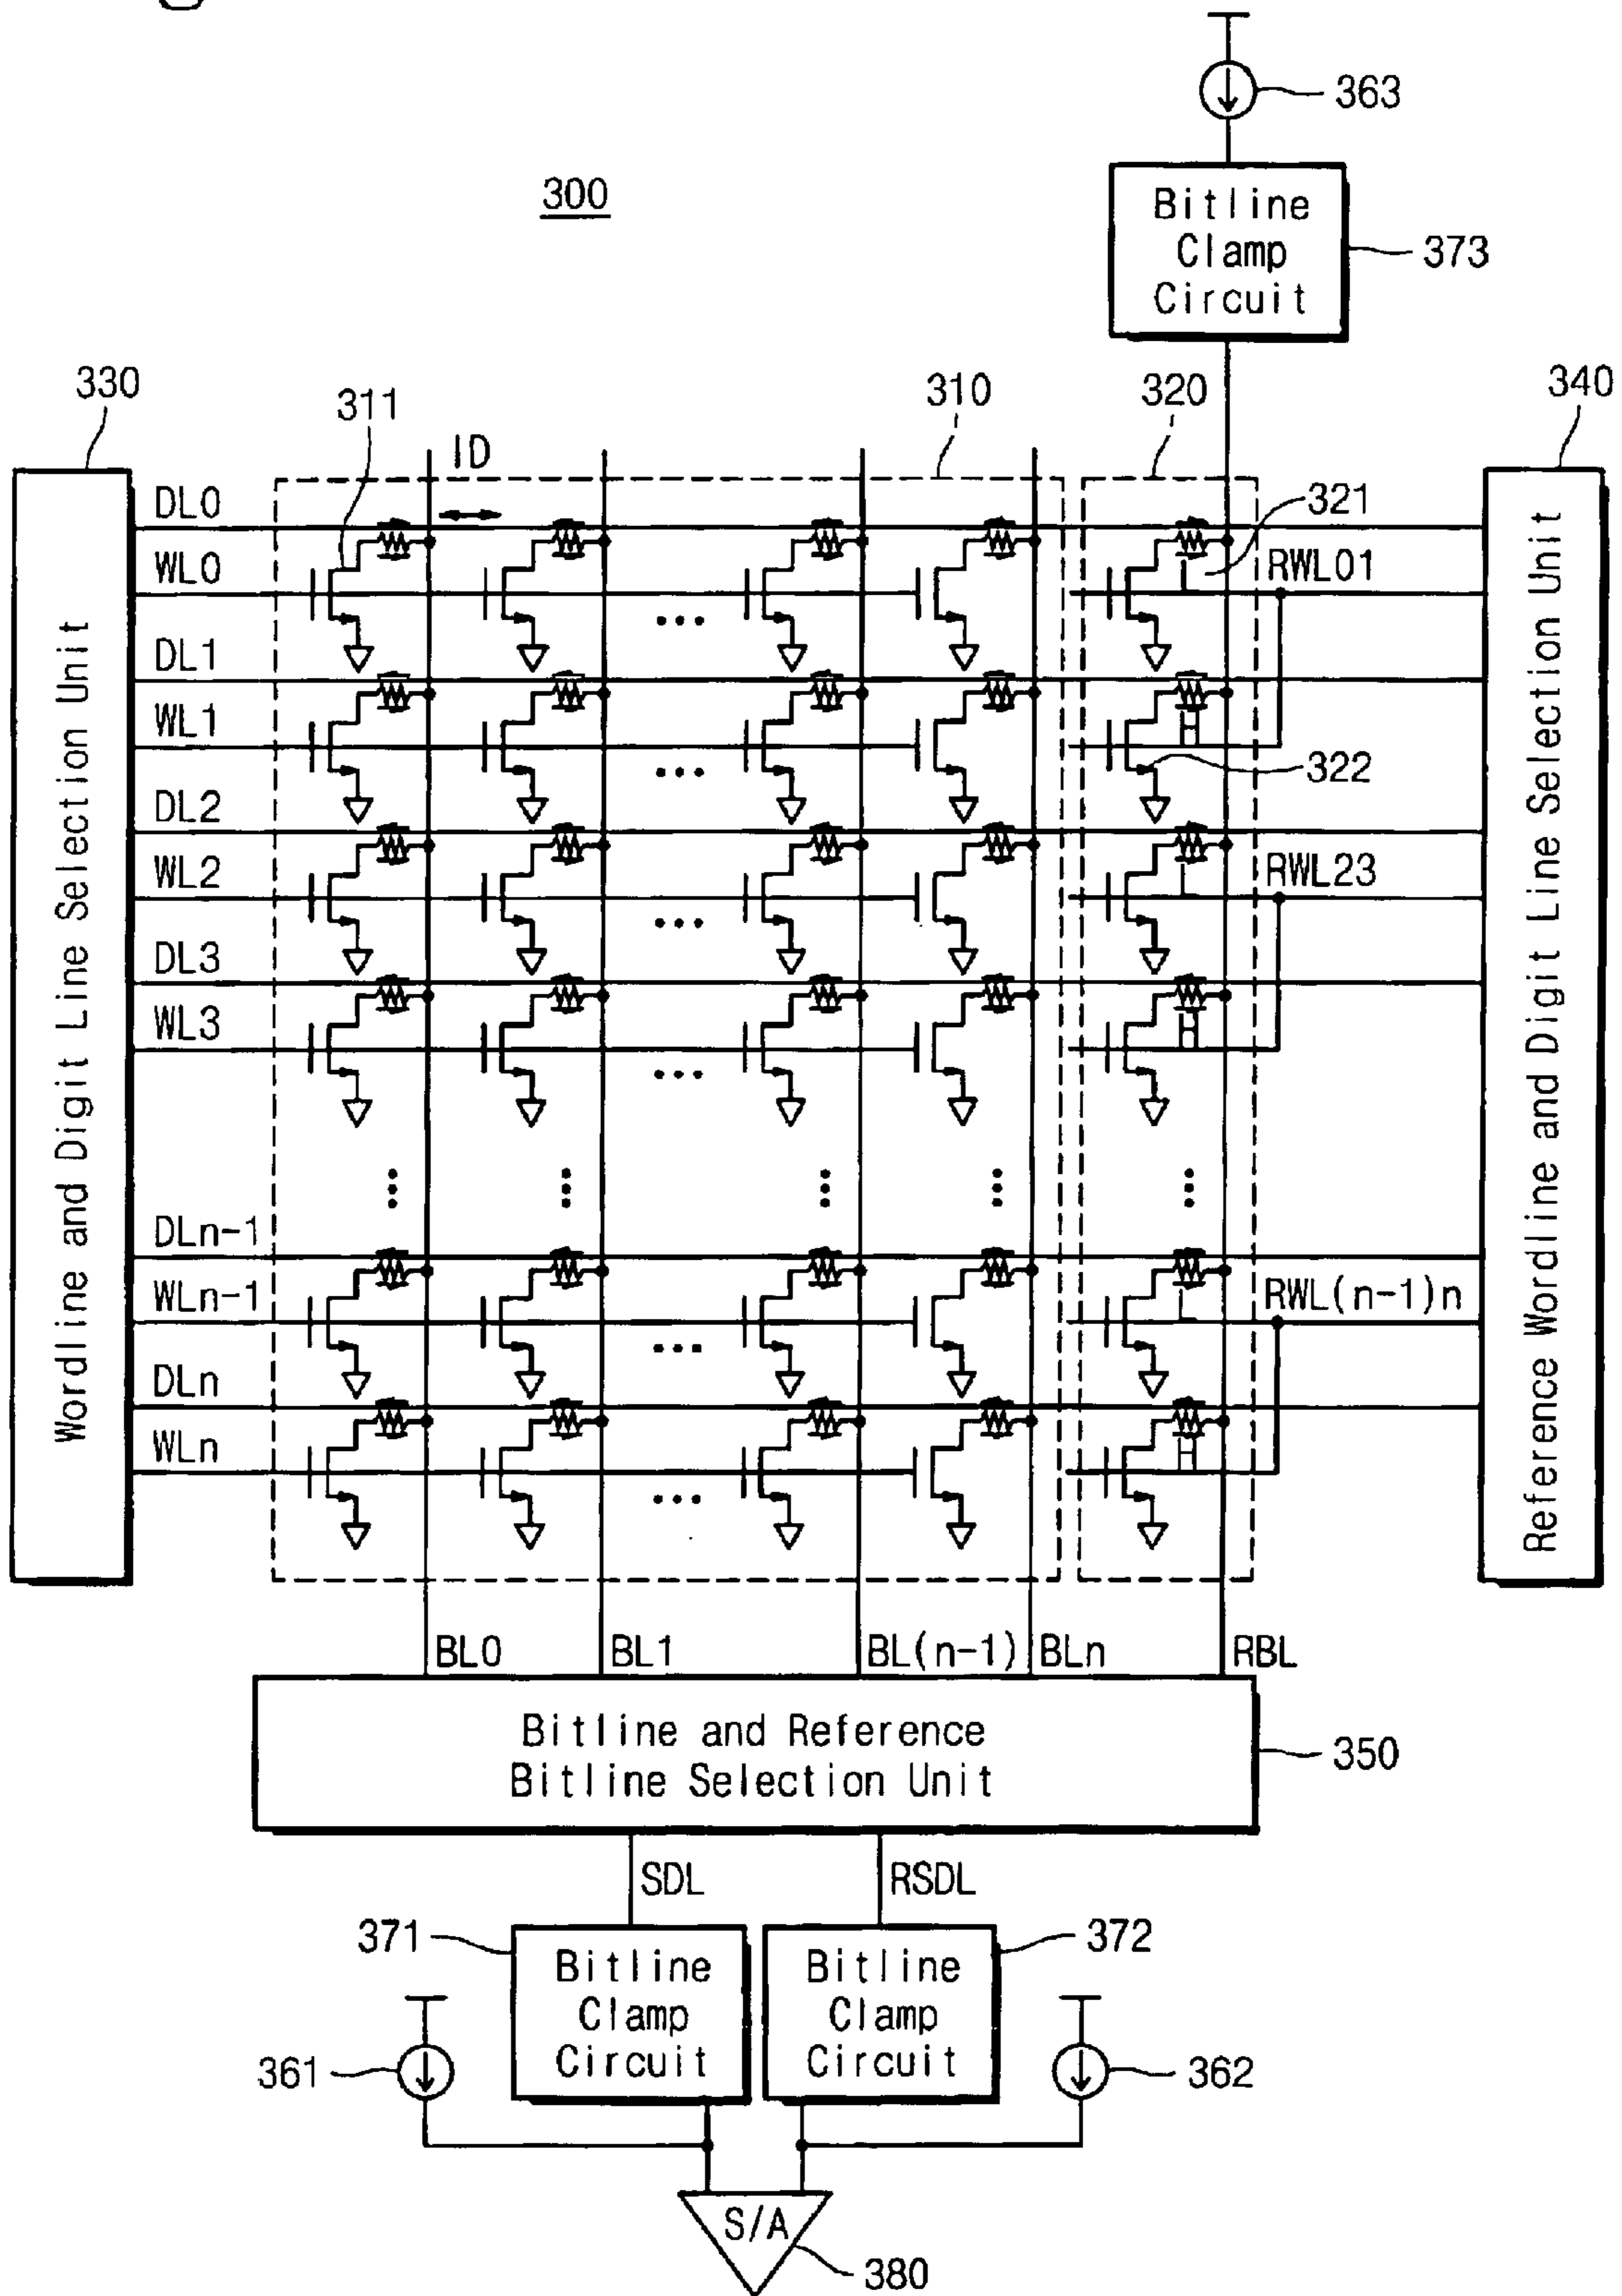 363
300
Bitline
Clamp
Circuit
373
330
311
310
320
340
ID
321
DL0
WL0
RWL01
DL1
WL1
322
DL2
WL2
RWL23
DL3
WL3
DLn-1
WLn-1
RWL(n-1)n
DLn
WLn
L
H
L
H
L
H
Wordline and Digit Line Selection Unit
Reference Wordline and Digit Line Selection Unit
BL0
BL1
BL(n-1)
BLn
RBL
Bitline and Reference
Bitline Selection Unit
350
SDL
RSDL
371
Bitline
Clamp
Circuit
Bitline
Clamp
Circuit
372
361
362
S/A
380